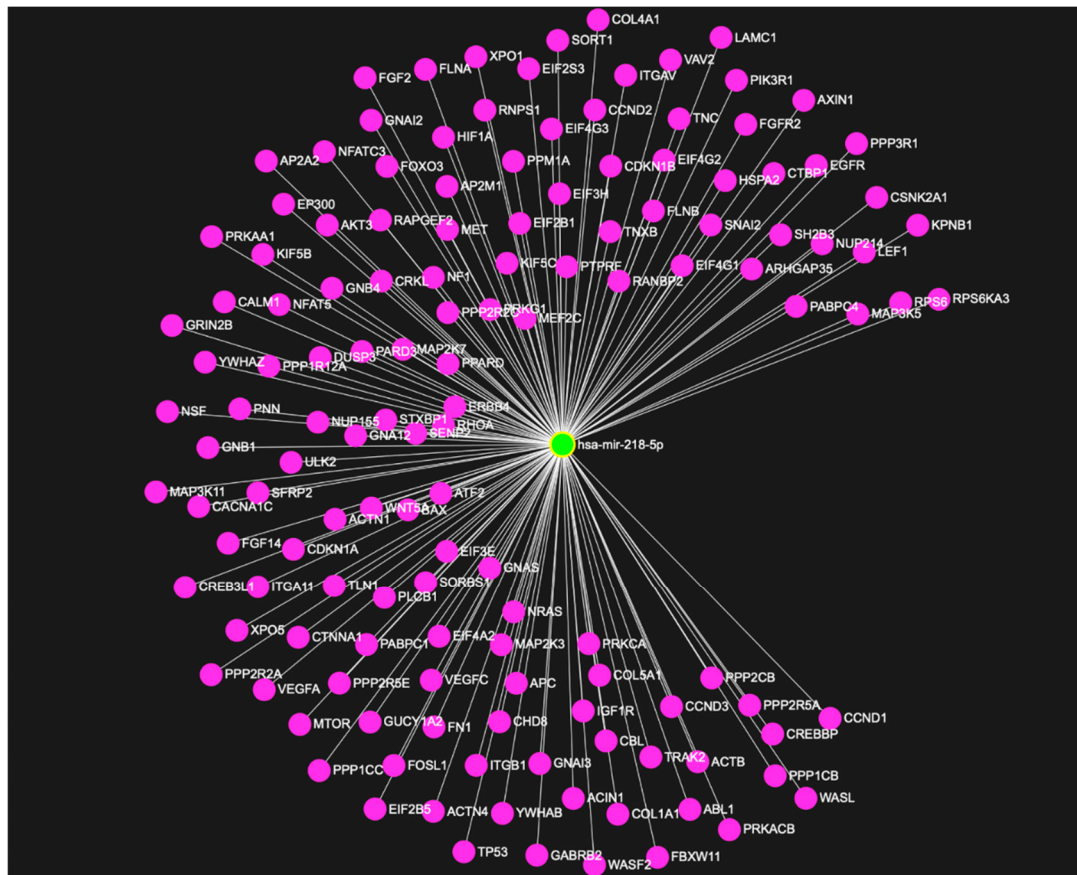 COL4A1
LAMC1
SORT1
XPO1
VAV2
FLNA
EIF2S3
ITGAV
FGF2
PIK3R1
AXIN1
RNPS1
CCND2
GNAI2
TNC
FGFR2
EIF4G3
HIF1A
PPP3R1
NFATC3
AP2A2
PPM1A
EIF4G2
FOXO3
CDKN1B
EGFR
CTBP1
HSPA2
AP2M1
EIF3H
CSNK2A1
EP300
FLNB
RAPGEF2
AKT3
EIF2B1
SNAI2
KPNB1
MET
TNXB
PRKAA1
SH2B3
NUP214
KIF5B
LEF1
KIF5C
PTPRF
EIF4G1
ARHGAP35
NF1
CRKL
RANBP2
GNB4
CALM1
NFAT5
RPS6KA3
RPS6
PABPC4
PRKG1
PPP2R2C
MAP3K5
MEF2C
GRIN2B
MAP2K7
PARD3
DUSP3
YWHAZ
PPP1R12A
PPARD
ERBB4
PNN
NSF
STXBP1
NUP155
RHOA
SENP2
GNA12
hsa-mir-218-5p
GNB1
ULK2
MAP3K11
SFRP2
ATF2
CACNA1C
WNT5A
BAX
ACTN1
FGF14
CDKN1A
EIF3E
GNAS
SORBS1
CREB3L1
ITGA11
TLN1
PLCB1
NRAS
XPO5
CTNNA1
EIF4A2
PABPC1
MAP2K3
PRKCA
PPP2R2A
COL5A1
PPP2CB
VEGFC
PPP2R5E
APC
VEGFA
PPP2R5A
CCND3
IGF1R
CCND1
MTOR
GUCY1A2
CHD8
FN1
CREBBP
CBL
TRAK2
ACTB
GNAI3
ITGB1
FOSL1
PPP1CC
PPP1CB
ACIN1
WASL
EIF2B5
ABL1
ACTN4
YWHAB
COL1A1
PRKACB
TP53
GABRB2
FBXW11
WASF2